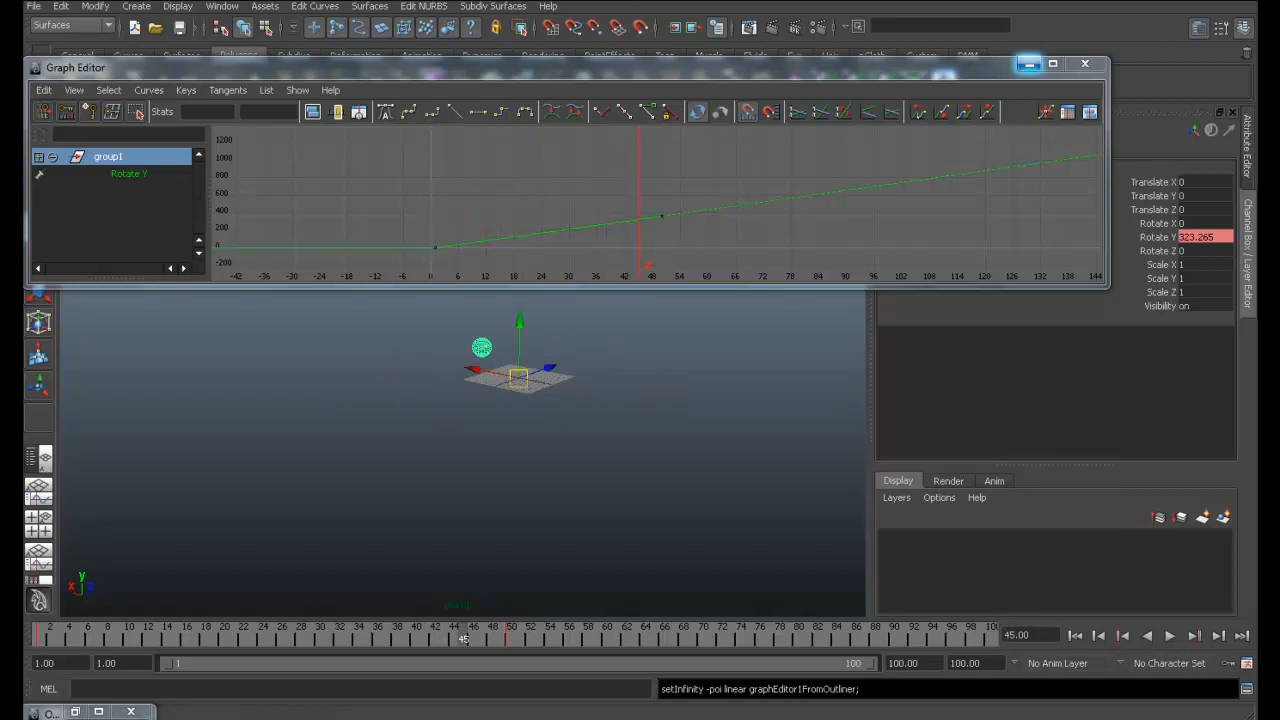 File Edit Modify Create Display Window Assets Edit Curves Surfaces Edit NURBS Subdiv Surfaces Help
Surfaces
Graph Editor
Edit View Select Curves Keys Tangents List Show Help
Stats
group1
Rotate Y
1200
1000
800
600
400
200
0
-200
-42 -36 -30 -24 -18 -12 -6 0 6 12 18 24 30 36 42 48 54 60 66 72 78 84 90 96 102 108 114 120 126 132 138 144
Translate X 0
Translate Y 0
Translate Z 0
Rotate X 0
Rotate Y 323.265
Rotate Z 0
Scale X 1
Scale Y 1
Scale Z 1
Visibility on
Attribute Editor
Channel Box / Layer Editor
Display Render Anim
Layers Options Help
y
x z
persp
2 4 6 8 10 12 14 16 18 20 22 24 26 28 30 32 34 36 38 40 42 44 46 48 50 52 54 56 58 60 62 64 66 68 70 72 74 76 78 80 82 84 86 88 90 92 94 96 98 100
45
45.00
1.00 1.00 1 100 100.00 100.00 No Anim Layer No Character Set
MEL
setInfinity -poi linear graphEditor1FromOutliner;
O...